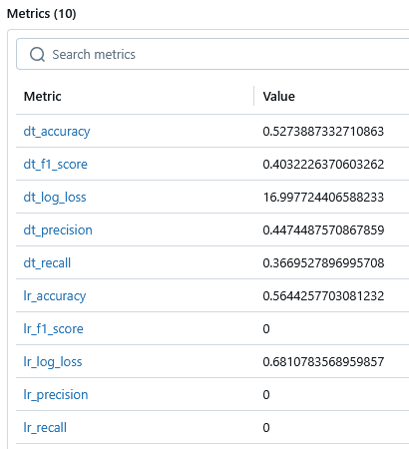 Metrics (10)
Search metrics
Metric Value
dt_accuracy 0.5273887332710863
dt_f1_score 0.4032226370603262
dt_log_loss 16.997724406588233
dt_precision 0.4474487570867859
dt_recall 0.3669527896995708
lr_accuracy 0.5644257703081232
lr_f1_score 0
lr_log_loss 0.6810783568959857
lr_precision 0
lr_recall 0